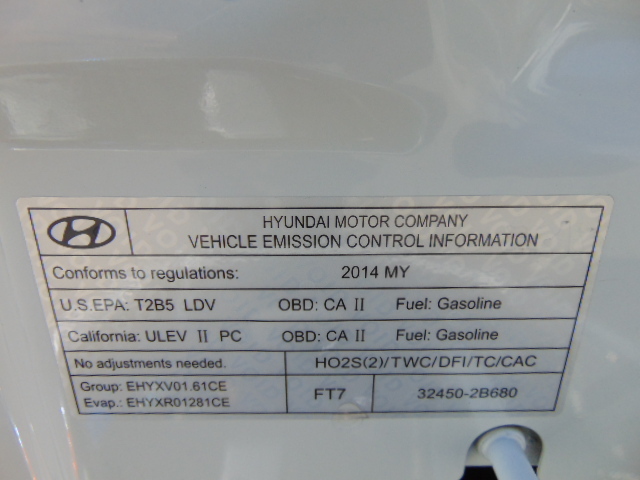 HYUNDAI MOTOR COMPANY
VEHICLE EMISSION CONTROL INFORMATION
Conforms to regulations: 2014 MY
U.S.EPA: T2B5 LDV OBD: CA II Fuel: Gasoline
California: ULEV II PC OBD: CA II Fuel: Gasoline
No adjustments needed. HO2S(2)/TWC/DFI/TC/CAC
Group: EHYXV01.61CE
Evap.: EHYXR01281CE
FT7 32450-2B680